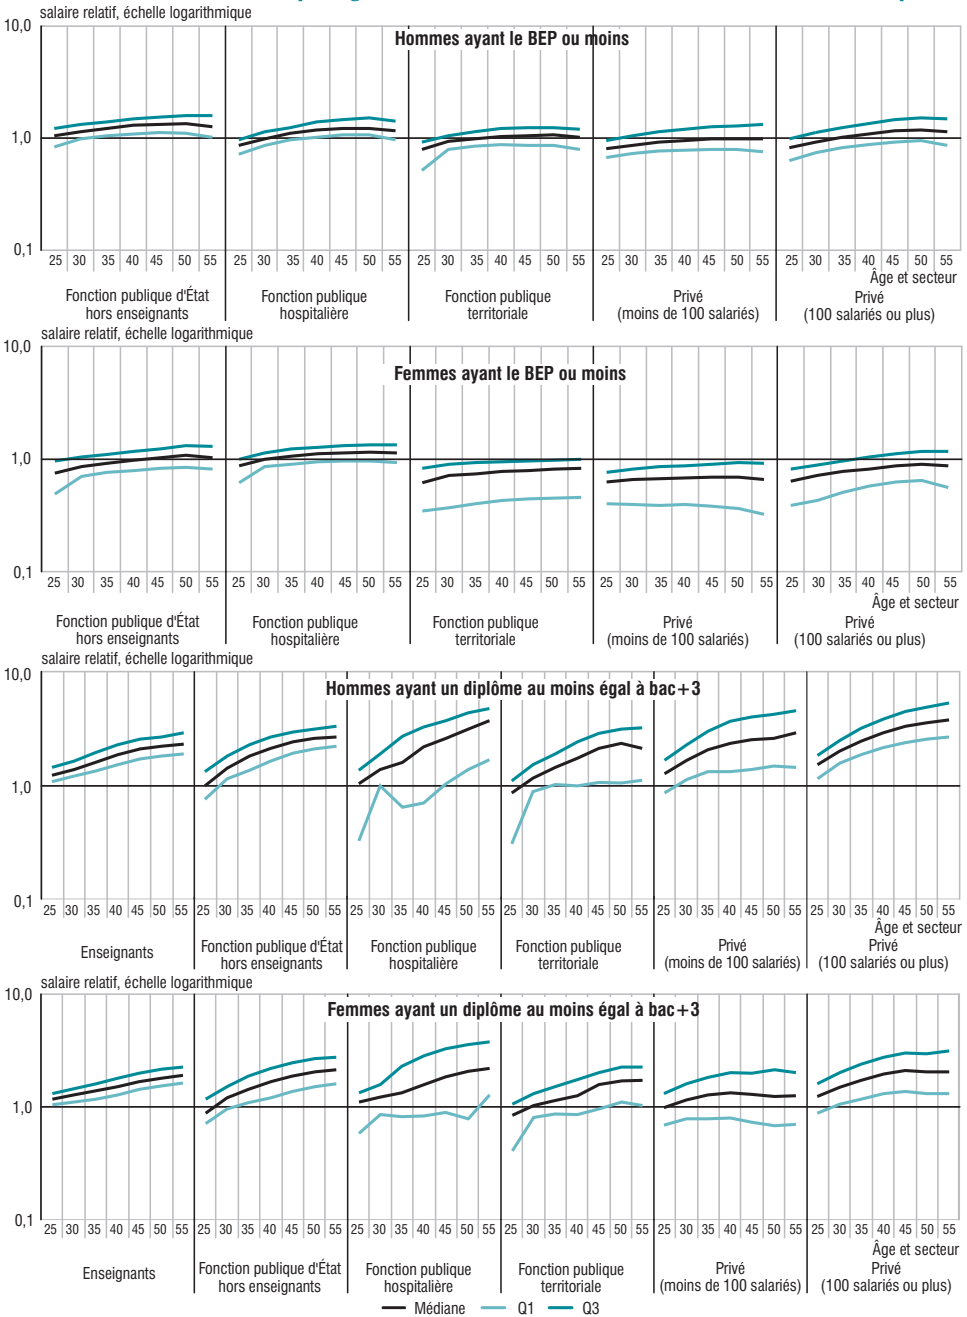 salaire relatif, échelle logarithmique
10,0
Hommes ayant le BEP ou moins
1,0
0,1
25 30 35 40 45 50 55 25 30 35 40 45 50 55 25 30 35 40 45 50 55 25 30 35 40 45 50 55 25 30 35 40 45 50 55
Âge et secteur
Fonction publique d'État Fonction publique Fonction publique Privé Privé
hors enseignants hospitalière territoriale (moins de 100 salariés) (100 salariés ou plus)
salaire relatif, échelle logarithmique
10,0
Femmes ayant le BEP ou moins
1,0
0,1
25 30 35 40 45 50 55 25 30 35 40 45 50 55 25 30 35 40 45 50 55 25 30 35 40 45 50 55 25 30 35 40 45 50 55
Âge et secteur
Fonction publique d'État Fonction publique Fonction publique Privé Privé
hors enseignants hospitalière territoriale (moins de 100 salariés) (100 salariés ou plus)
salaire relatif, échelle logarithmique
10,0
Hommes ayant un diplôme au moins égal à bac+3
1,0
0,1
25 30 35 40 45 50 55 25 30 35 40 45 50 55 25 30 35 40 45 50 55 25 30 35 40 45 50 55 25 30 35 40 45 50 55 25 30 35 40 45 50 55
Âge et secteur
Enseignants Fonction publique d'État Fonction publique Fonction publique Privé Privé
hors enseignants hospitalière territoriale (moins de 100 salariés) (100 salariés ou plus)
salaire relatif, échelle logarithmique
10,0
Femmes ayant un diplôme au moins égal à bac+3
1,0
0,1
25 30 35 40 45 50 55 25 30 35 40 45 50 55 25 30 35 40 45 50 55 25 30 35 40 45 50 55 25 30 35 40 45 50 55 25 30 35 40 45 50 55
Âge et secteur
Enseignants Fonction publique d'État Fonction publique Fonction publique Privé Privé
hors enseignants hospitalière territoriale (moins de 100 salariés) (100 salariés ou plus)
Médiane Q1 Q3